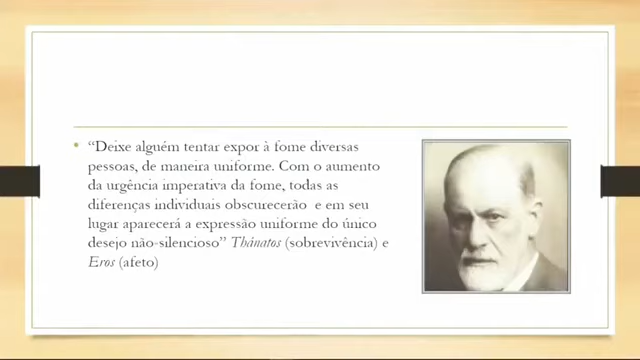 • “Deixe alguém tentar expor à fome diversas
pessoas, de maneira uniforme. Com o aumento
da urgência imperativa da fome, todas as
diferenças individuais obscurecerão e em seu
lugar aparecerá a expressão uniforme do único
desejo não-silencioso” Thânatos (sobrevivência) e
Eros (afeto)